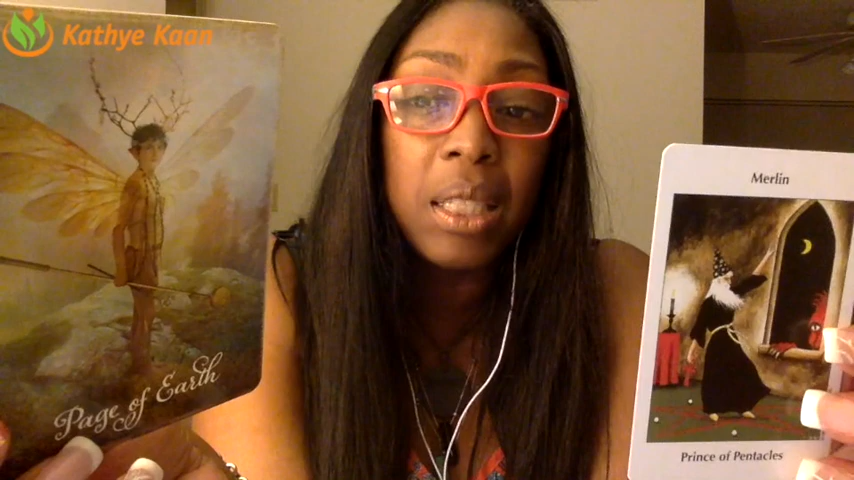 Kathye Kaan
Page of Earth
Merlin
Prince of Pentacles